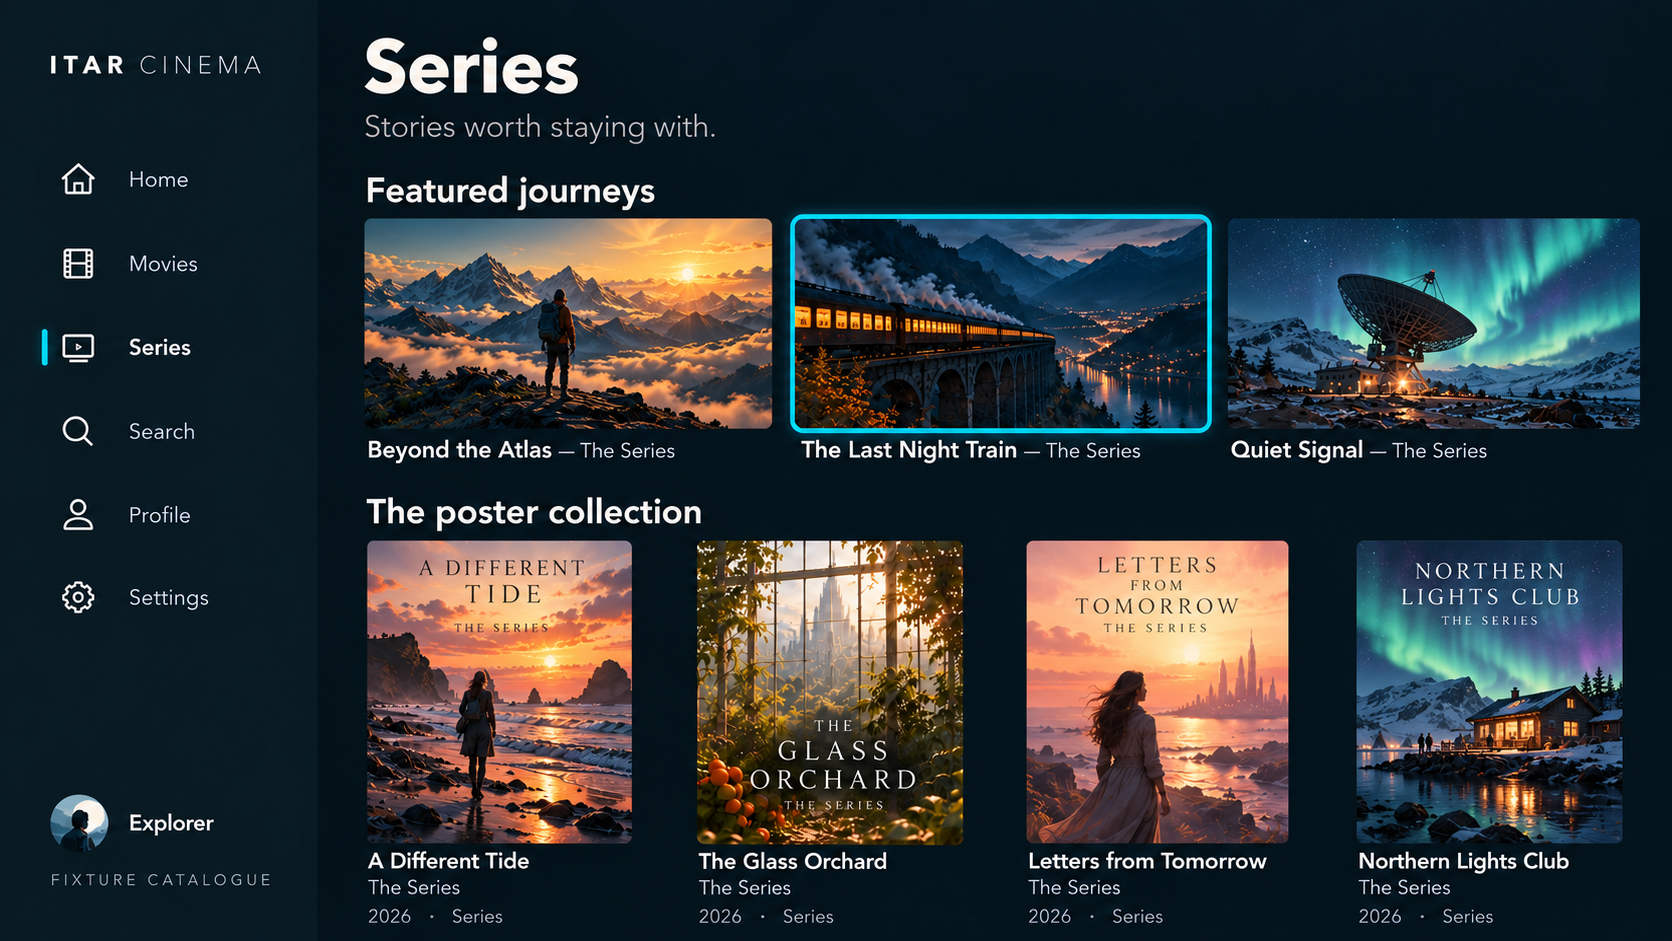 ITAR CINEMA
Home
Movies
Series
Search
Profile
Settings
Explorer
FIXTURE CATALOGUE
Series
Stories worth staying with.
Featured journeys
Beyond the Atlas — The Series
The Last Night Train — The Series
Quiet Signal — The Series
The poster collection
A DIFFERENT
TIDE
THE SERIES
A Different Tide
The Series
2026 · Series
THE
GLASS
ORCHARD
THE SERIES
The Glass Orchard
The Series
2026 · Series
LETTERS
FROM
TOMORROW
THE SERIES
Letters from Tomorrow
The Series
2026 · Series
NORTHERN
LIGHTS CLUB
THE SERIES
Northern Lights Club
The Series
2026 · Series